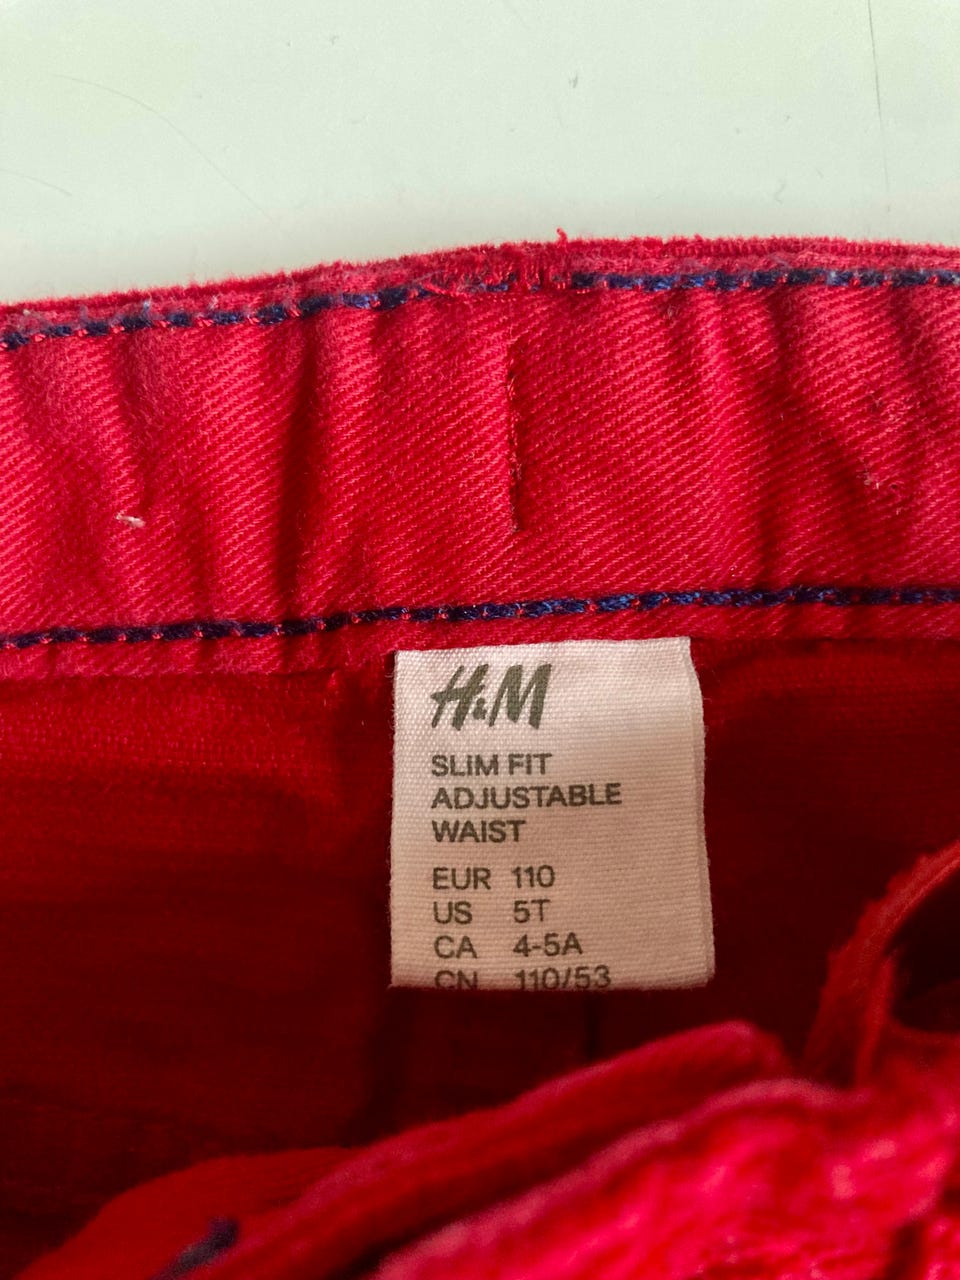 H&M
SLIM FIT
ADJUSTABLE
WAIST
EUR 110
US 5T
CA 4-5A
CN 110/53